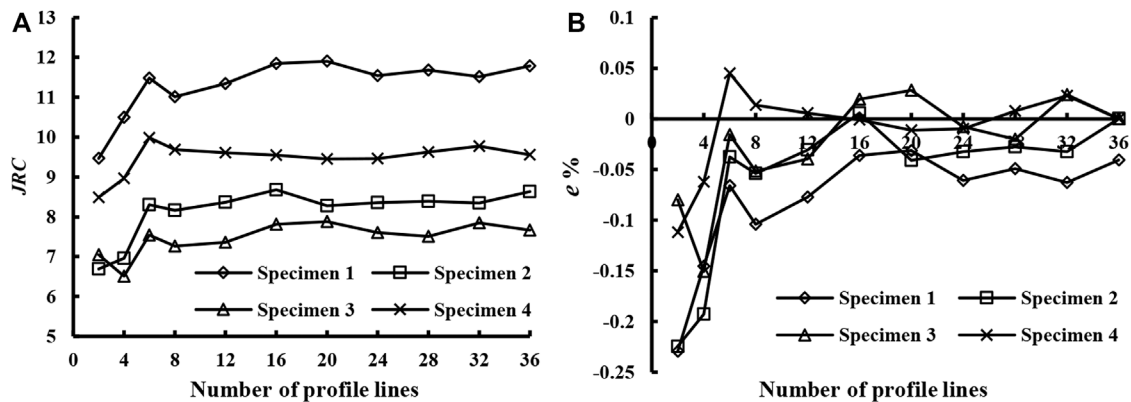 A
JRC
13
12
11
10
9
8
7
6
5
0 4 8 12 16 20 24 28 32 36
Number of profile lines
Specimen 1
Specimen 2
Specimen 3
Specimen 4
B
e %
0.1
0.05
0
-0.05
-0.1
-0.15
-0.2
-0.25
0 4 8 12 16 20 24 28 32 36
Number of profile lines
Specimen 1
Specimen 2
Specimen 3
Specimen 4